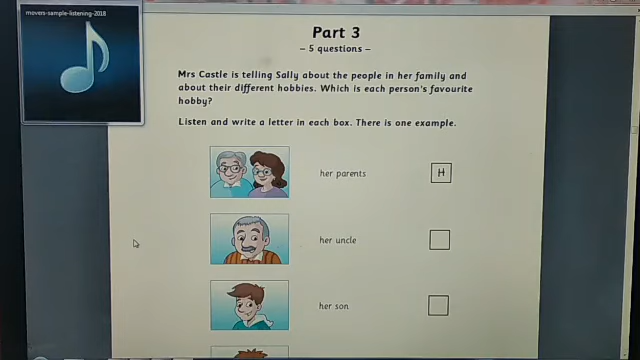 movers-sample-listening-2018
Part 3
– 5 questions –
Mrs Castle is telling Sally about the people in her family and
about their different hobbies. Which is each person's favourite
hobby?
Listen and write a letter in each box. There is one example.
her parents
H
her uncle
her son